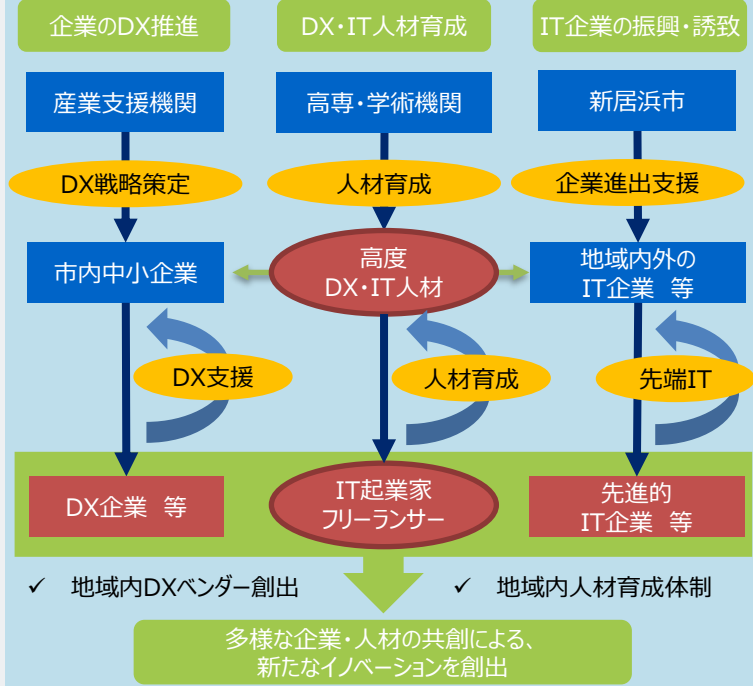 企業のDX推進
DX・IT人材育成
IT企業の振興・誘致
産業支援機関
高専・学術機関
新居浜市
DX戦略策定
人材育成
企業進出支援
市内中小企業
高度
DX・IT人材
地域内外の
IT企業 等
DX支援
人材育成
先端IT
DX企業 等
IT起業家
フリーランサー
先進的
IT企業 等
✓ 地域内DXベンダー創出
✓ 地域内人材育成体制
多様な企業・人材の共創による、
新たなイノベーションを創出